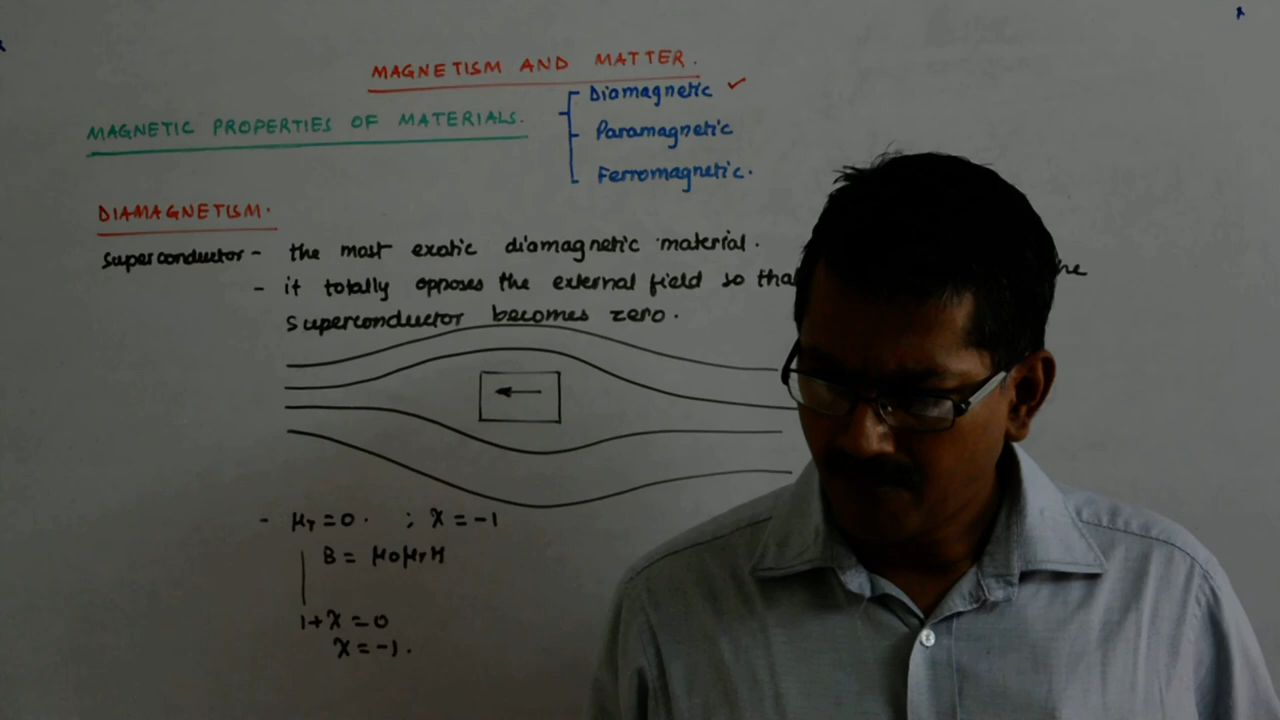 MAGNETISM AND MATTER.
MAGNETIC PROPERTIES OF MATERIALS.
Diamagnetic ✓
Paramagnetic
Ferromagnetic.
DIAMAGNETISM.
Superconductor - the most exotic diamagnetic material.
- it totally opposes the external field so
superconductor becomes zero.
- μr = 0. ; χ = -1
B = μ0μrH
1+χ = 0
χ = -1.